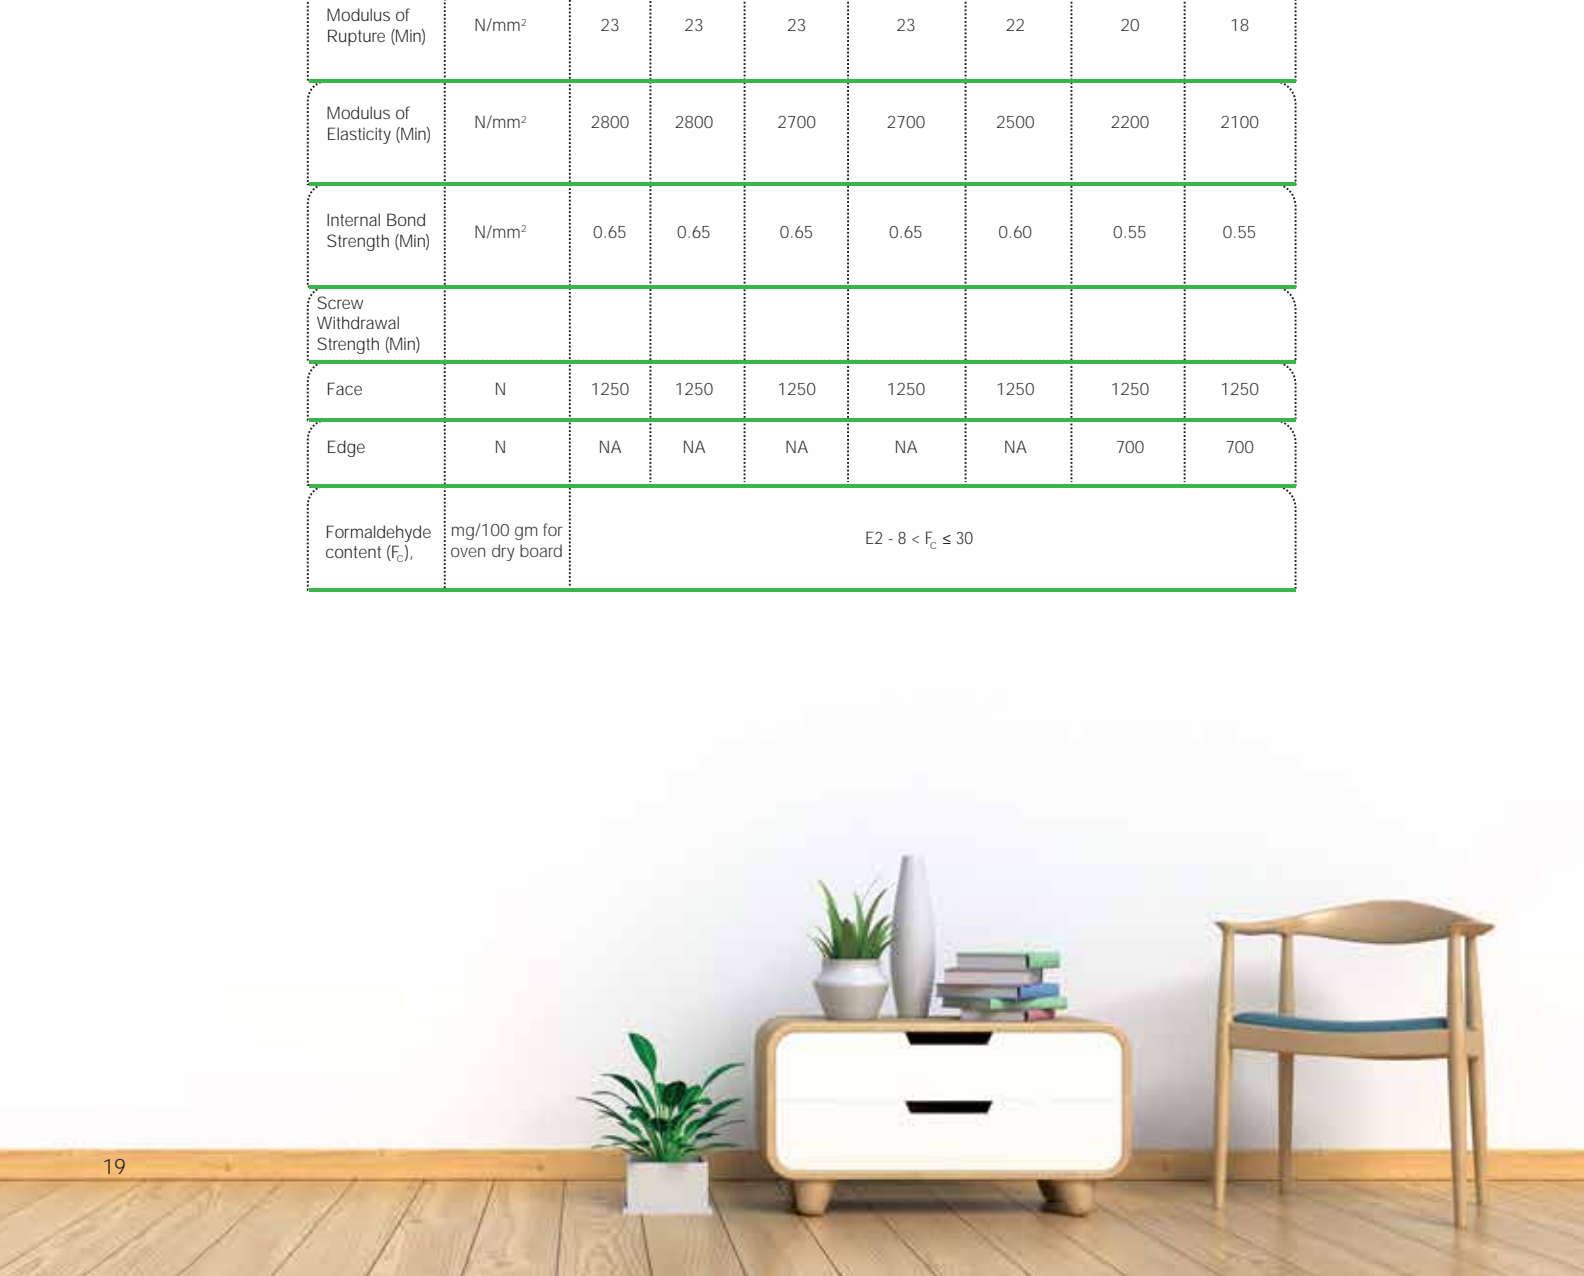 Modulus of
Rupture (Min) N/mm² 23 23 23 23 22 20 18
Modulus of
Elasticity (Min) N/mm² 2800 2800 2700 2700 2500 2200 2100
Internal Bond
Strength (Min) N/mm² 0.65 0.65 0.65 0.65 0.60 0.55 0.55
Screw
Withdrawal
Strength (Min)
Face N 1250 1250 1250 1250 1250 1250 1250
Edge N NA NA NA NA NA 700 700
Formaldehyde mg/100 gm for
content (Fc), oven dry board E2 - 8 < Fc ≤ 30
19